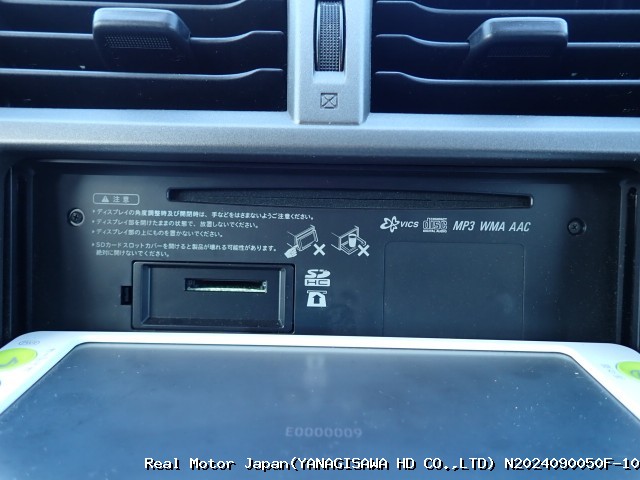 ⚠ 注意
▶ディスプレイの角度調整時及び開閉時は、手などをはさまないようご注意ください。
▶ディスプレイ部を開けたままの状態で、放置しないでください。
▶ディスプレイ部の上にものを置かないでください。
▶SDカードスロットカバーを開けると製品が壊れる可能性があります。
絶対に開けないでください。
VICS COMPACT disc DIGITAL AUDIO MP3 WMA AAC
SD
HC
E0000009
Real Motor Japan(YANAGISAWA HD CO.,LTD) N2024090050F-10